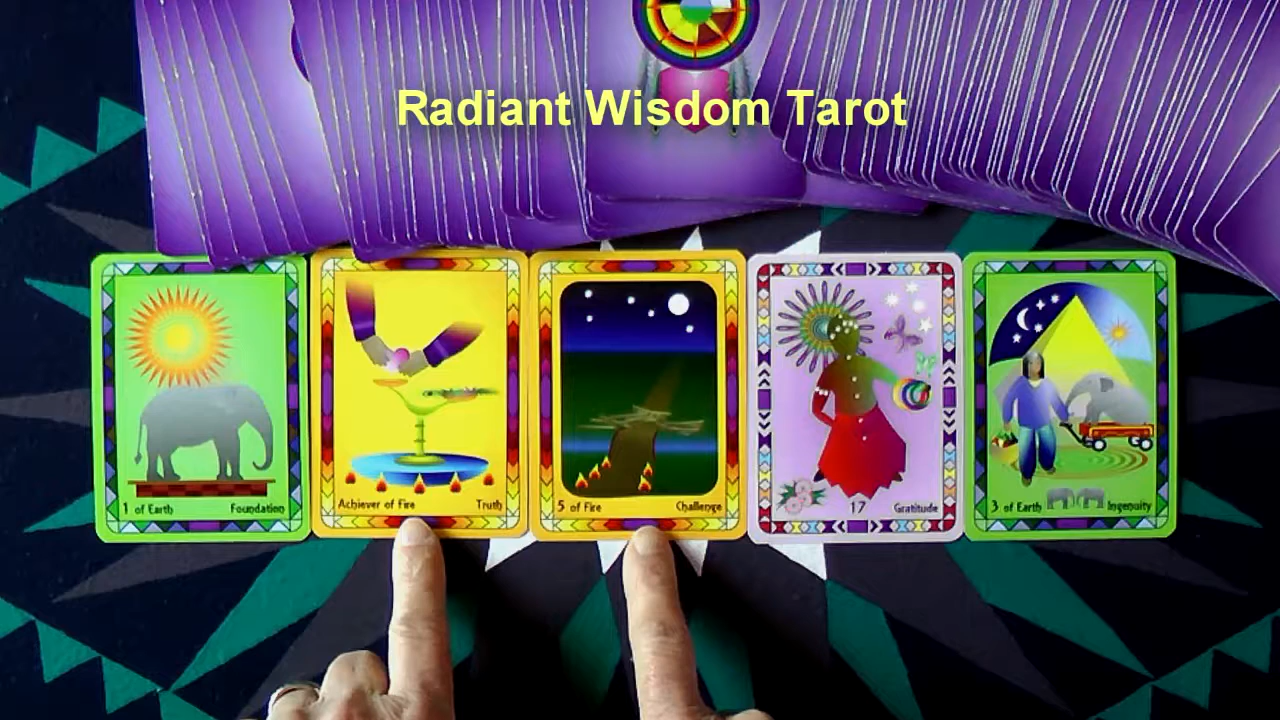 Radiant Wisdom Tarot
1 of Earth Foundation
Achiever of Fire Truth
5 of Fire Challenge
17 Gratitude
3 of Earth Ingenuity